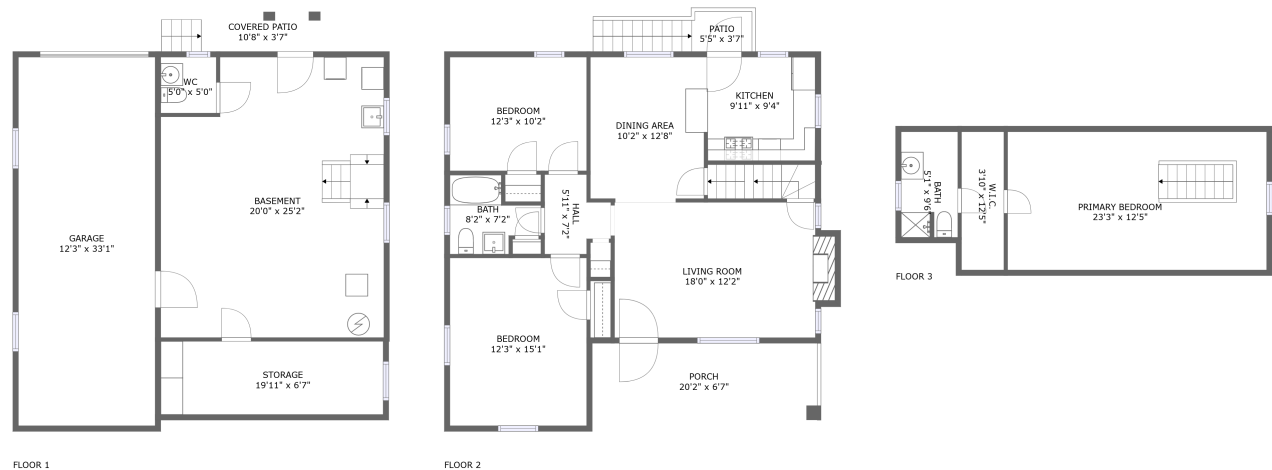 COVERED PATIO
10'8" x 3'7"
WC
5'0" x 5'0"
BASEMENT
20'0" x 25'2"
GARAGE
12'3" x 33'1"
STORAGE
19'11" x 6'7"
FLOOR 1
PATIO
5'5" x 3'7"
KITCHEN
9'11" x 9'4"
BEDROOM
12'3" x 10'2"
DINING AREA
10'2" x 12'8"
BATH
8'2" x 7'2"
HALL
5'11" x 7'2"
LIVING ROOM
18'0" x 12'2"
BEDROOM
12'3" x 15'1"
PORCH
20'2" x 6'7"
FLOOR 2
BATH
5'1" x 9'6"
W.I.C.
3'10" x 12'5"
PRIMARY BEDROOM
23'3" x 12'5"
FLOOR 3